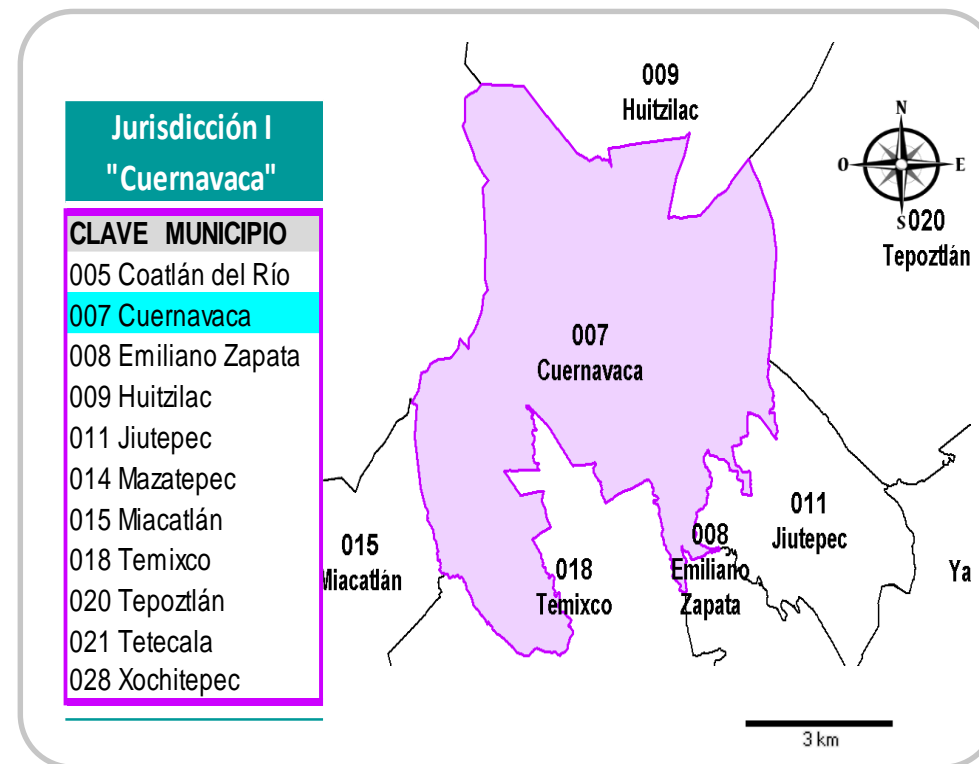 Jurisdicción I
"Cuernavaca"
CLAVE MUNICIPIO
005 Coatlán del Río
007 Cuernavaca
008 Emiliano Zapata
009 Huitzilac
011 Jiutepec
014 Mazatepec
015 Miacatlán
018 Temixco
020 Tepoztlán
021 Tetecala
028 Xochitepec
009
Huitzilac
N
O
E
S
020
Tepoztlán
007
Cuernavaca
011
Jiutepec
008
Emiliano
Zapata
015
Miacatlán
018
Temixco
Ya
3 km